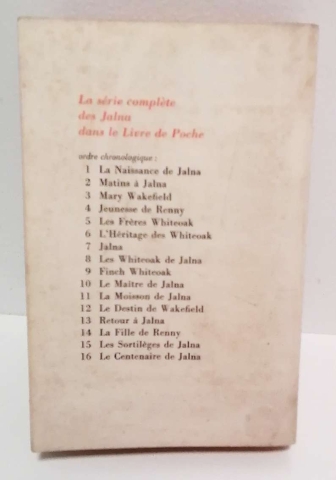 La série complète
des Jalna
dans le Livre de Poche
ordre chronologique :
1 La Naissance de Jalna
2 Matins à Jalna
3 Mary Wakefield
4 Jeunesse de Renny
5 Les Frères Whiteoak
6 L'Héritage des Whiteoak
7 Jalna
8 Les Whiteoak de Jalna
9 Finch Whiteoak
10 Le Maître de Jalna
11 La Moisson de Jalna
12 Le Destin de Wakefield
13 Retour à Jalna
14 La Fille de Renny
15 Les Sortilèges de Jalna
16 Le Centenaire de Jalna